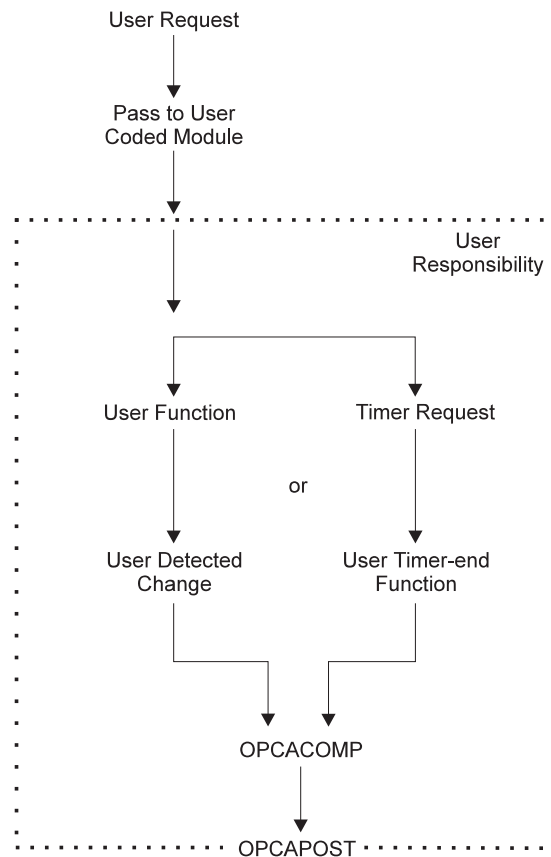 User Request
Pass to User
Coded Module
User
Responsibility
User Function
Timer Request
or
User Detected
Change
User Timer-end
Function
OPCACOMP
OPCAPOST